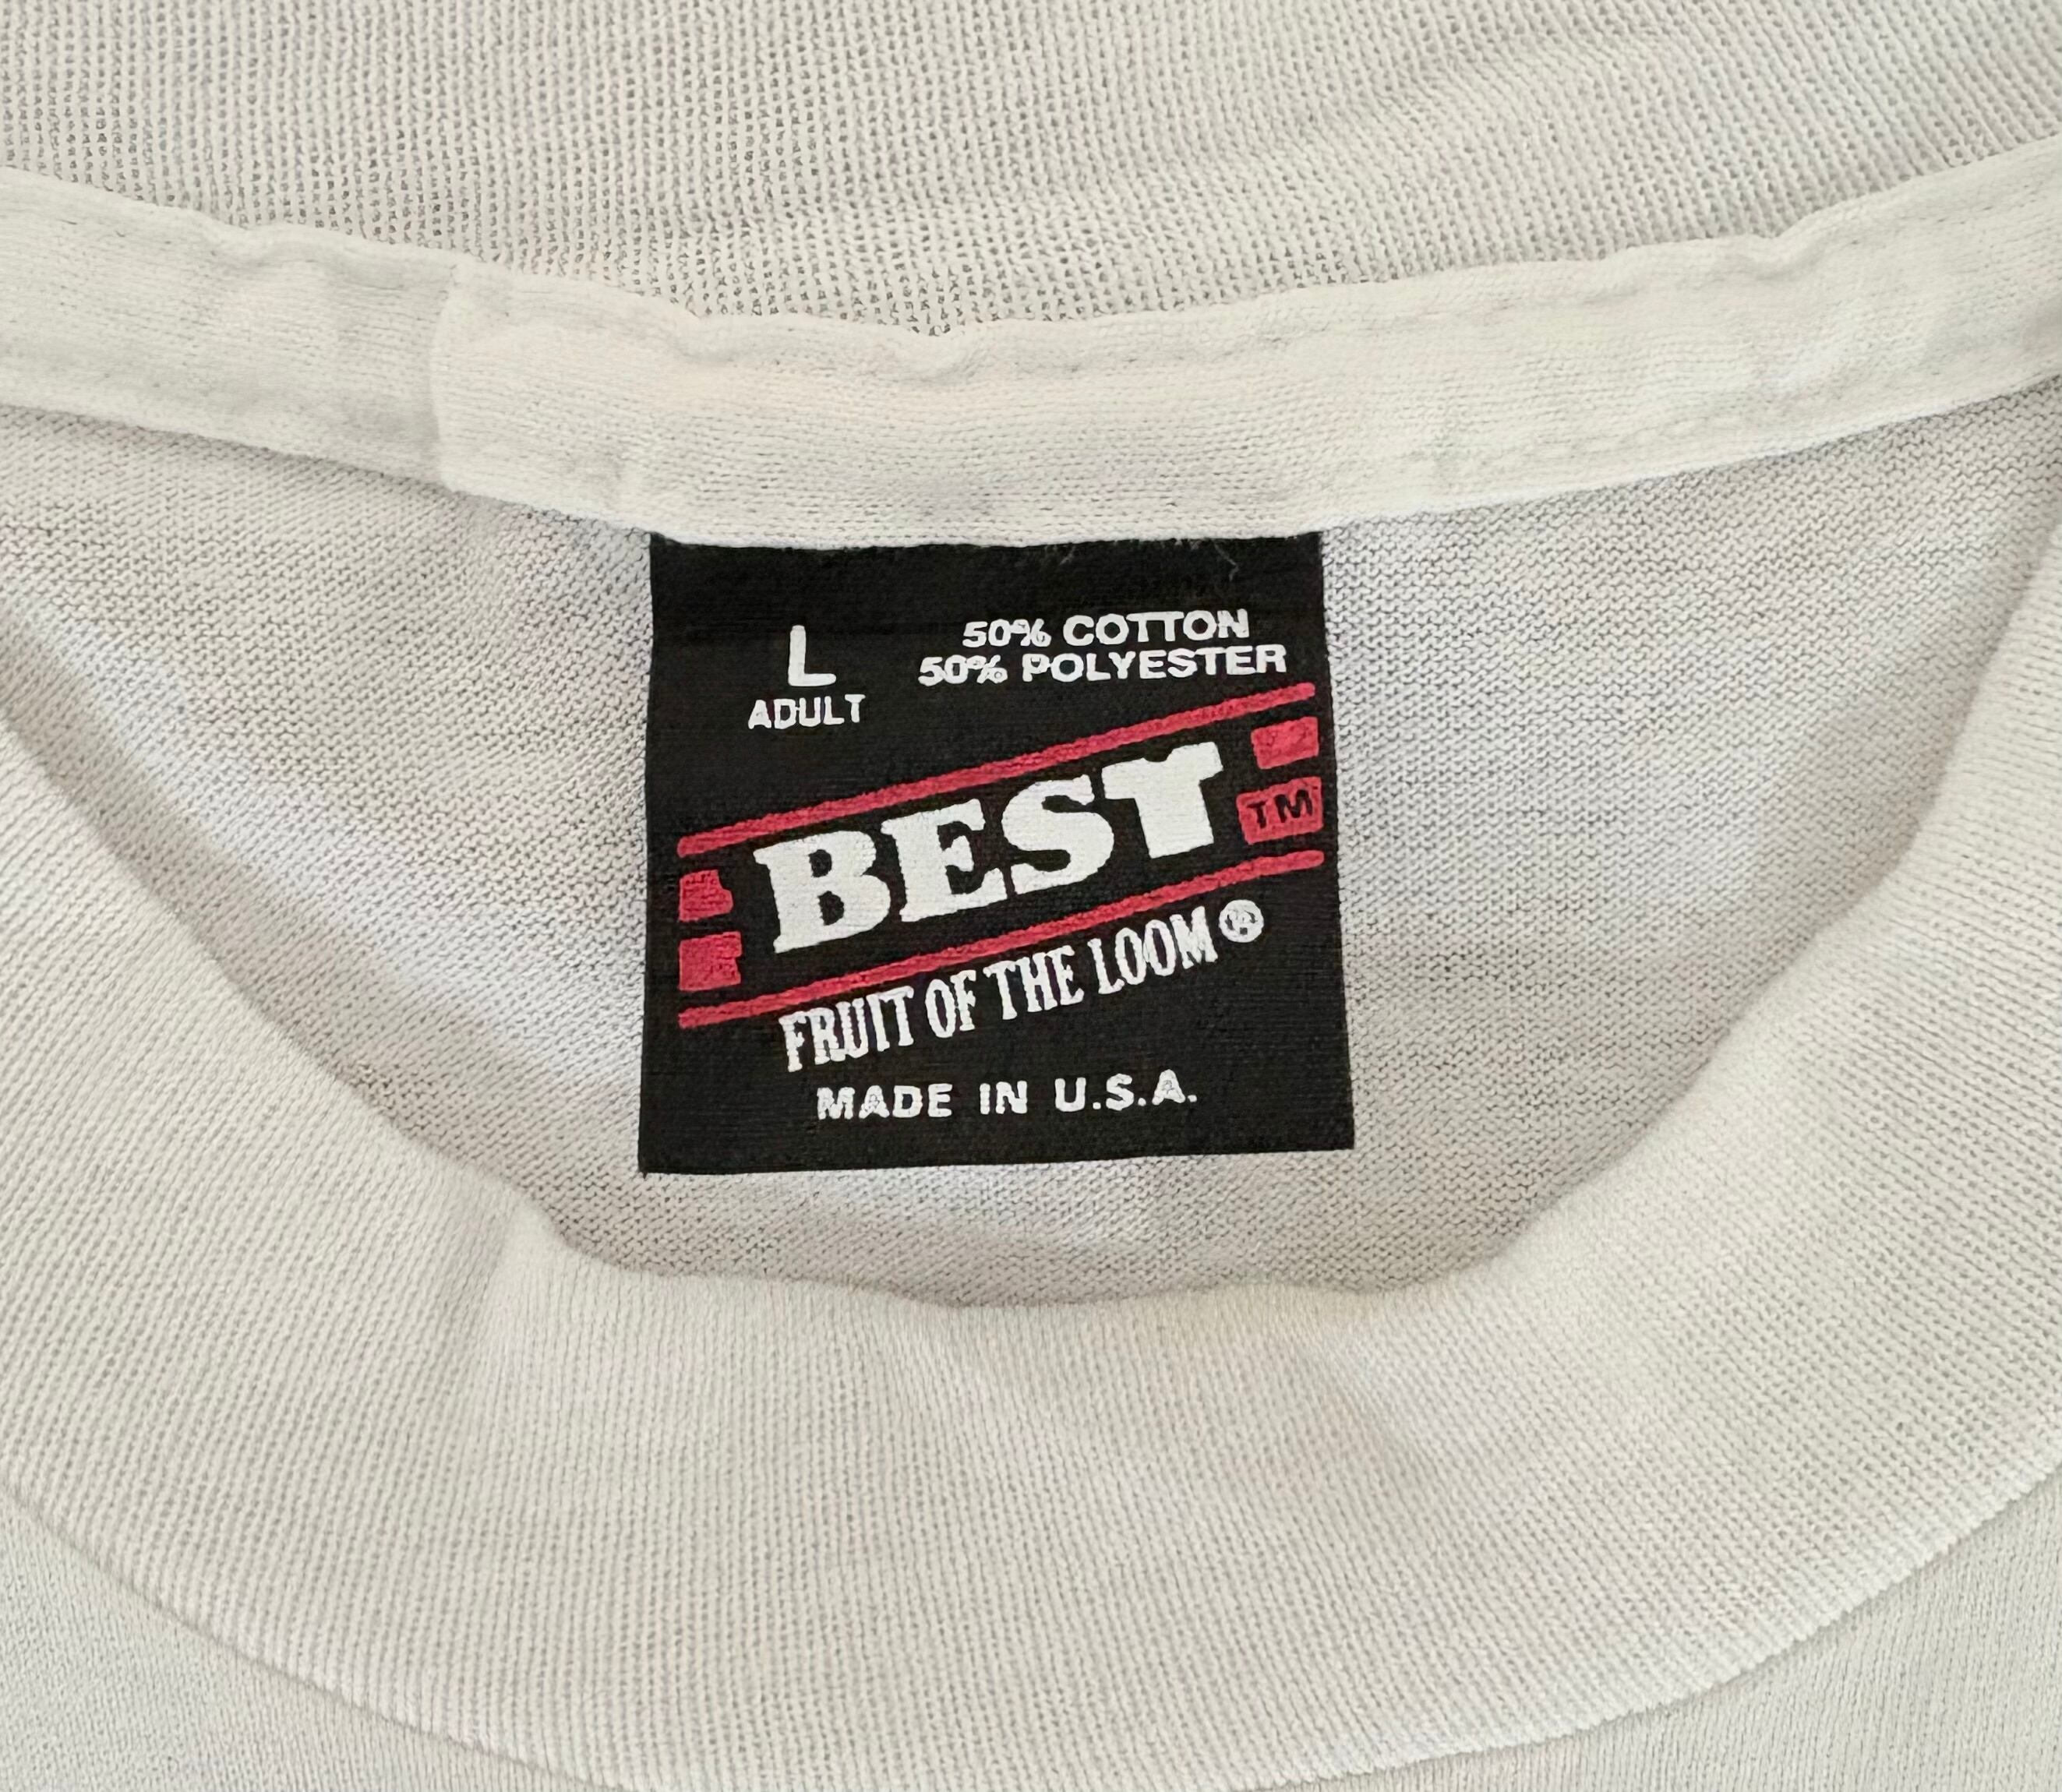 L
ADULT
50% COTTON
50% POLYESTER
BEST
TM
FRUIT OF THE LOOM®
MADE IN U.S.A.